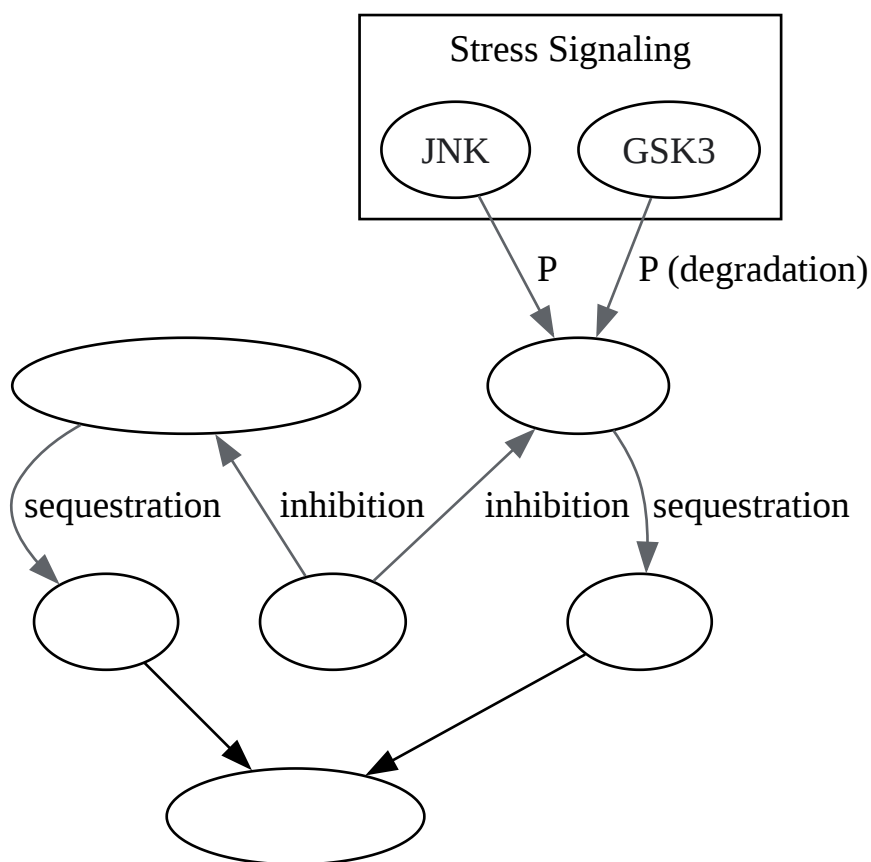 Stress Signaling
JNK
GSK3
P
P (degradation)
sequestration
inhibition
inhibition
sequestration